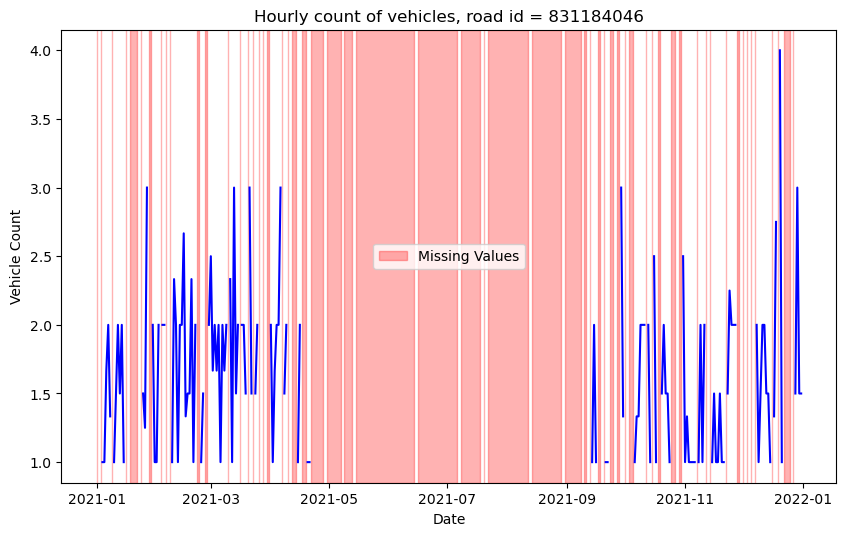 Hourly count of vehicles, road id = 831184046
Vehicle Count
4.0
3.5
3.0
2.5
2.0
1.5
1.0
Missing Values
2021-01 2021-03 2021-05 2021-07 2021-09 2021-11 2022-01
Date